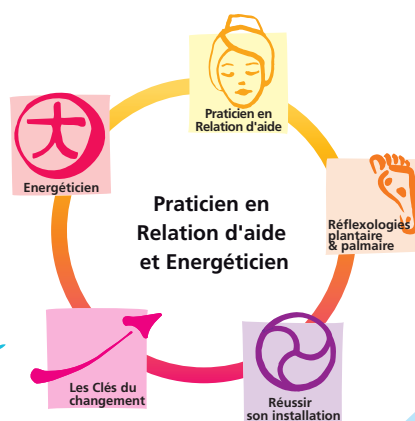 Praticien en
Relation d'aide
Energéticien
Praticien en
Relation d'aide
et Energéticien
Réflexologies
plantaire
& palmaire
Les Clés du
changement
Réussir
son installation